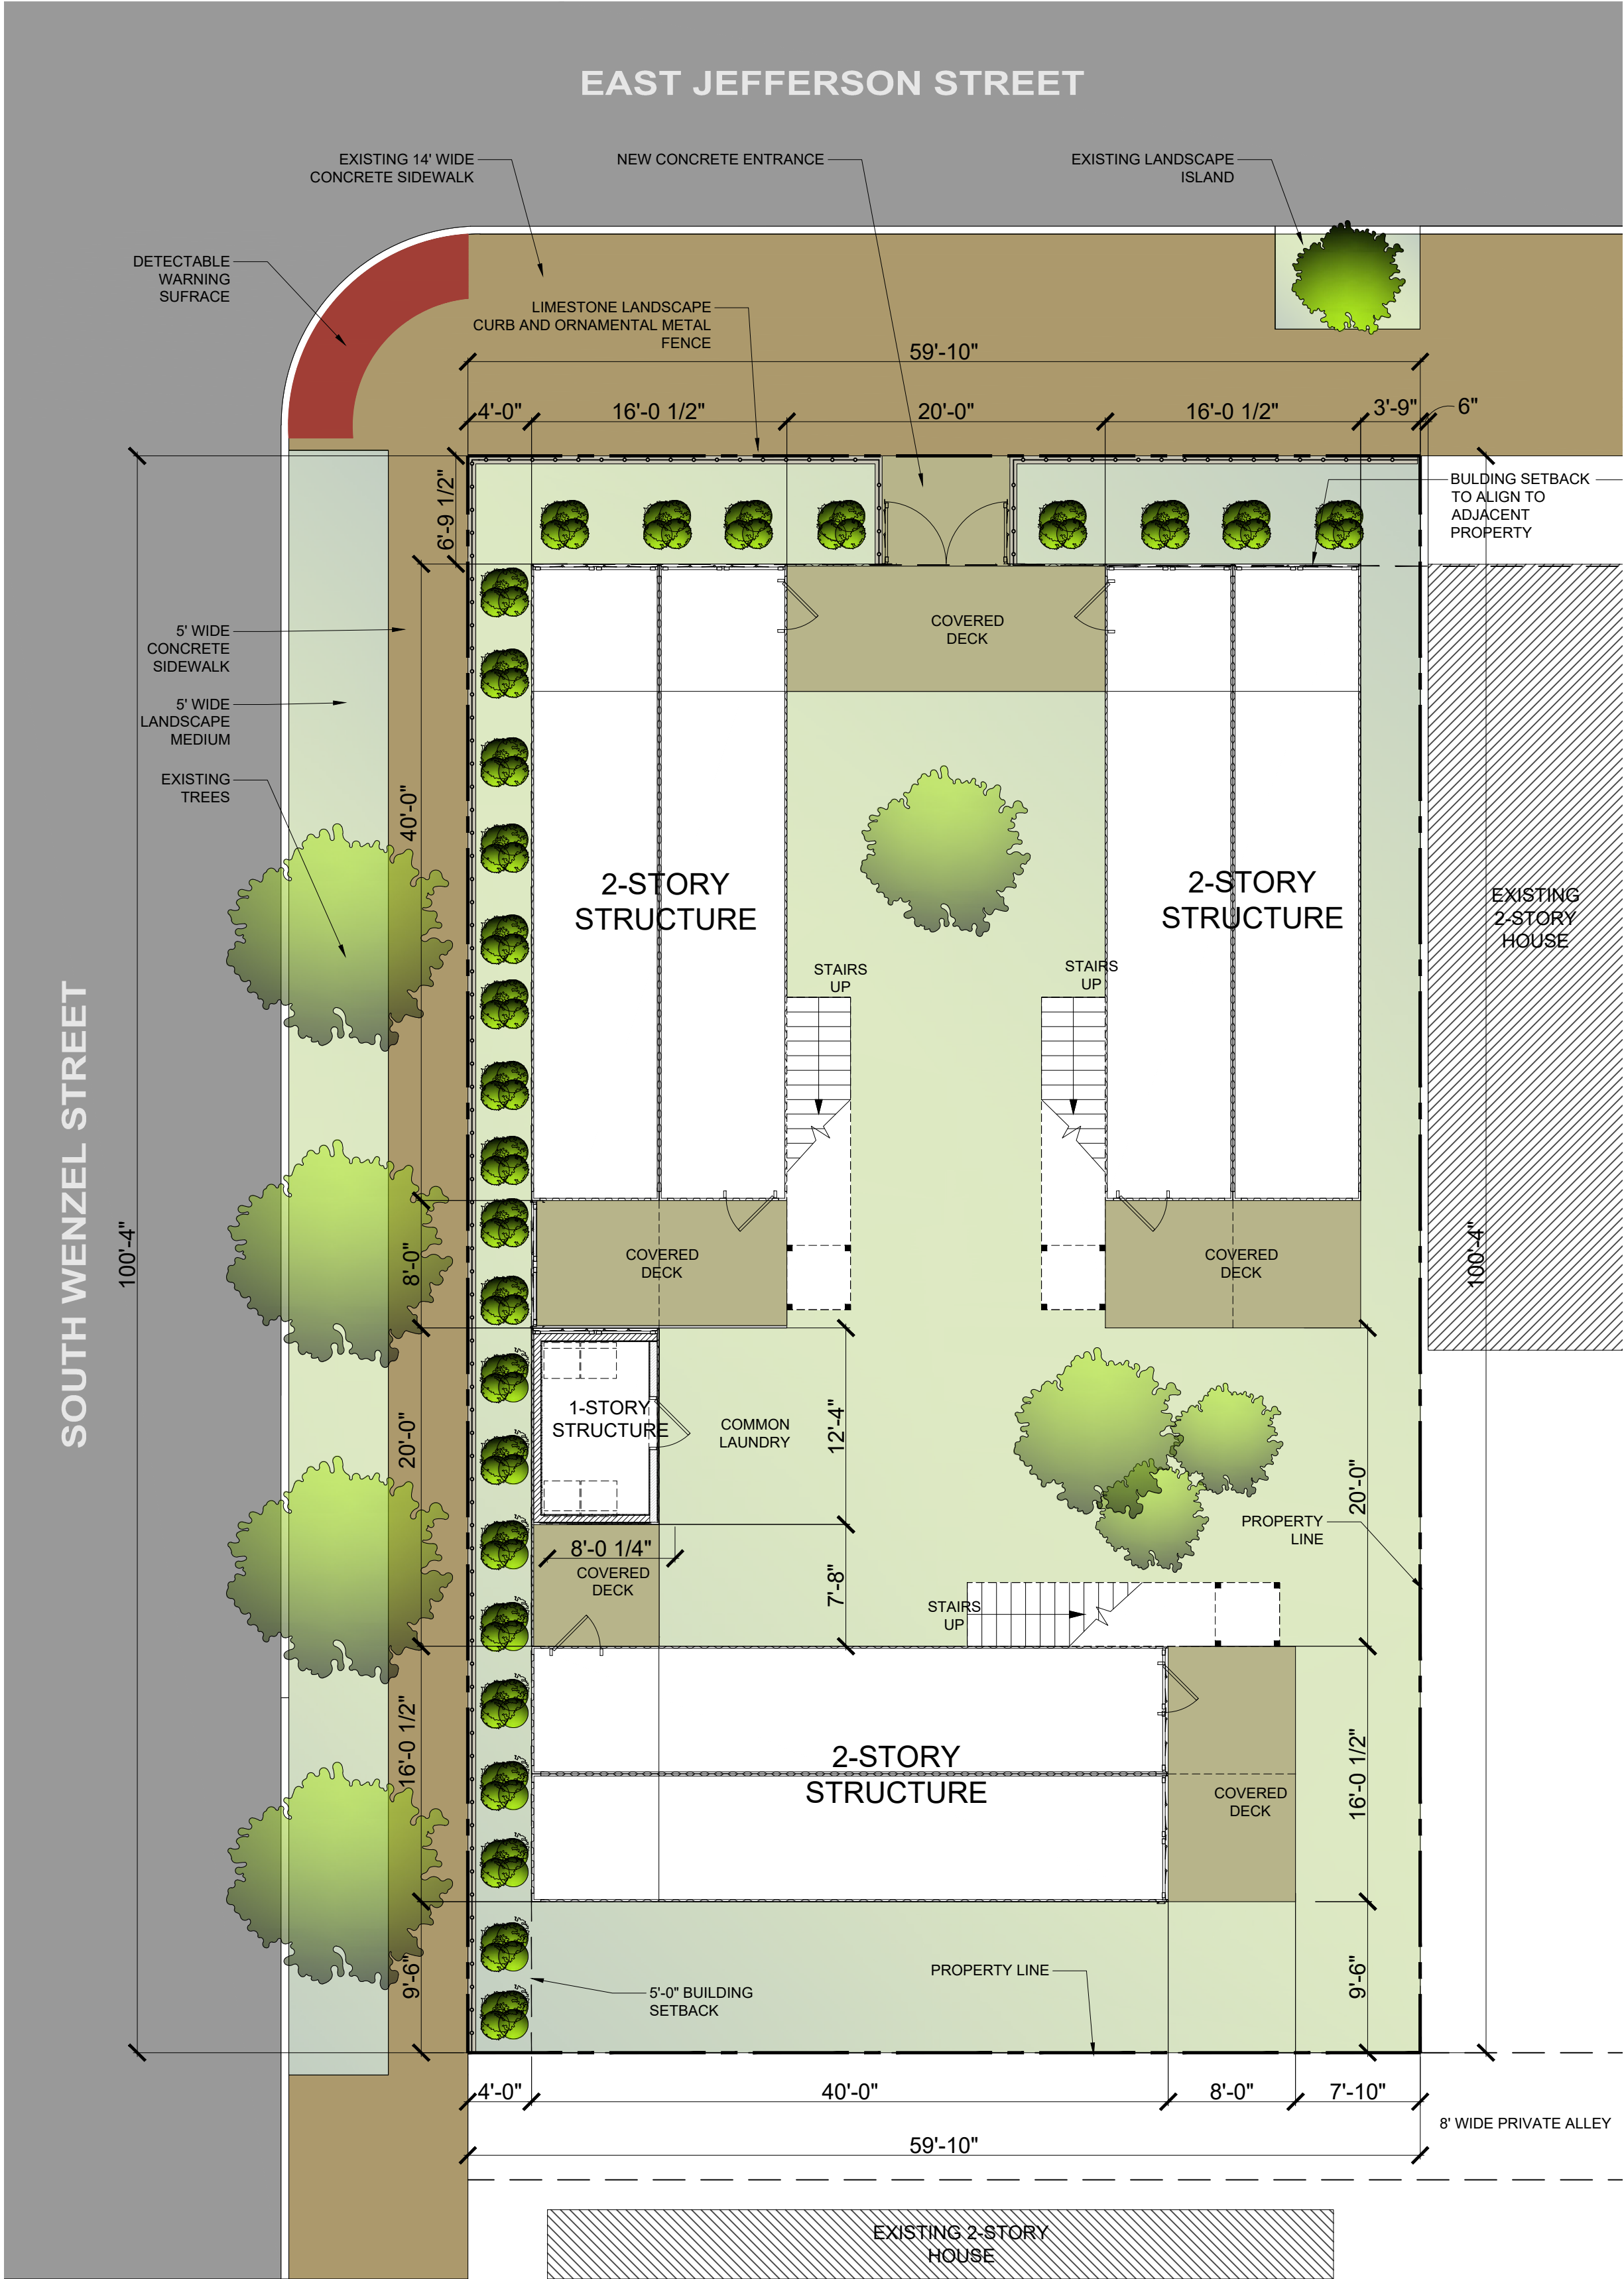 EAST JEFFERSON STREET
EXISTING 14' WIDE
CONCRETE SIDEWALK
NEW CONCRETE ENTRANCE
EXISTING LANDSCAPE
ISLAND
DETECTABLE
WARNING
SUFRACE
LIMESTONE LANDSCAPE
CURB AND ORNAMENTAL METAL
FENCE
59'-10"
4'-0"
16'-0 1/2"
20'-0"
16'-0 1/2"
3'-9"
6"
6'-9 1/2"
BULDING SETBACK
TO ALIGN TO
ADJACENT
PROPERTY
5' WIDE
CONCRETE
SIDEWALK
COVERED
DECK
5' WIDE
LANDSCAPE
MEDIUM
EXISTING
TREES
40'-0"
2-STORY
STRUCTURE
2-STORY
STRUCTURE
EXISTING
2-STORY
HOUSE
STAIRS
UP
STAIRS
UP
SOUTH WENZEL STREET
100'-4"
8'-0"
COVERED
DECK
COVERED
DECK
100'-4"
1-STORY
STRUCTURE
COMMON
LAUNDRY
12'-4"
20'-0"
20'-0"
PROPERTY
LINE
8'-0 1/4"
COVERED
DECK
7'-8"
STAIRS
UP
16'-0 1/2"
2-STORY
STRUCTURE
COVERED
DECK
16'-0 1/2"
9'-6"
5'-0" BUILDING
SETBACK
PROPERTY LINE
9'-6"
4'-0"
40'-0"
8'-0"
7'-10"
8' WIDE PRIVATE ALLEY
59'-10"
EXISTING 2-STORY
HOUSE